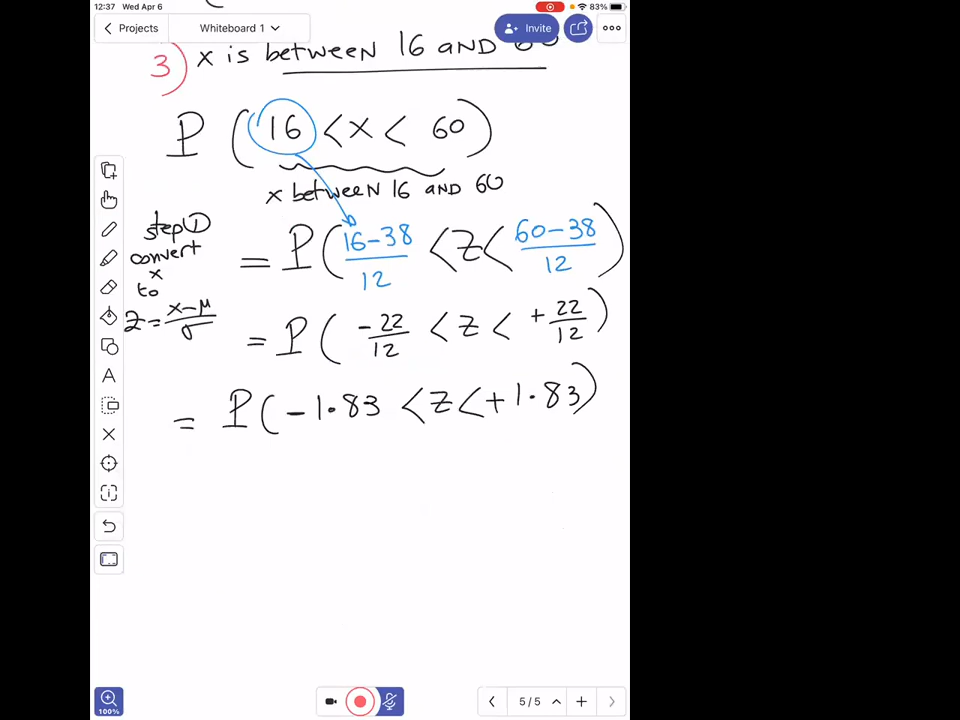 12:37 Wed Apr 6
83%
Projects
Whiteboard 1
Invite
3) x is between 16 AND 60
P ( 16 < x < 60 )
x between 16 AND 60
step ①
convert
x
to
z = x-μ/σ
= P ( 16-38/12 < z < 60-38/12 )
= P ( -22/12 < z < +22/12 )
= P ( -1.83 < z < +1.83 )
A
100%
5/5